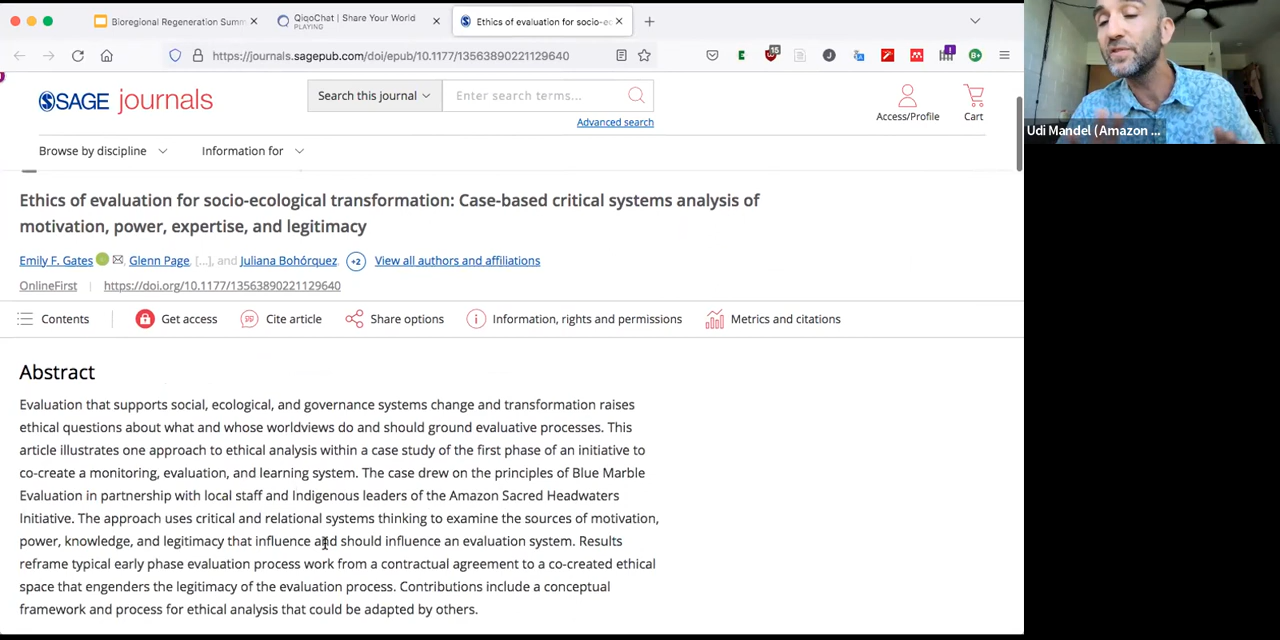 Bioregional Regeneration Summ
QiqoChat | Share Your World
PLAYING
Ethics of evaluation for socio-ec
https://journals.sagepub.com/doi/epub/10.1177/13563890221129640
15
SAGE journals
Search this journal
Enter search terms...
Advanced search
Access/Profile
Cart
Browse by discipline
Information for
Ethics of evaluation for socio-ecological transformation: Case-based critical systems analysis of
motivation, power, expertise, and legitimacy
Emily F. Gates, Glenn Page, [...], and Juliana Bohórquez +2 View all authors and affiliations
OnlineFirst | https://doi.org/10.1177/13563890221129640
Contents
Get access
Cite article
Share options
Information, rights and permissions
Metrics and citations
Abstract
Evaluation that supports social, ecological, and governance systems change and transformation raises
ethical questions about what and whose worldviews do and should ground evaluative processes. This
article illustrates one approach to ethical analysis within a case study of the first phase of an initiative to
co-create a monitoring, evaluation, and learning system. The case drew on the principles of Blue Marble
Evaluation in partnership with local staff and Indigenous leaders of the Amazon Sacred Headwaters
Initiative. The approach uses critical and relational systems thinking to examine the sources of motivation,
power, knowledge, and legitimacy that influence and should influence an evaluation system. Results
reframe typical early phase evaluation process work from a contractual agreement to a co-created ethical
space that engenders the legitimacy of the evaluation process. Contributions include a conceptual
framework and process for ethical analysis that could be adapted by others.
Udi Mandel (Amazon ...